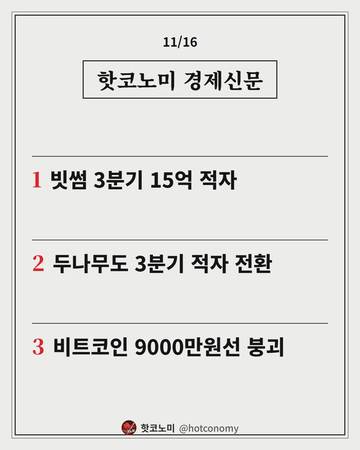 11/16
핫코노미 경제신문
1 빗썸 3분기 15억 적자
2 두나무도 3분기 적자 전환
3 비트코인 9000만원선 붕괴
핫코노미 @hotconomy